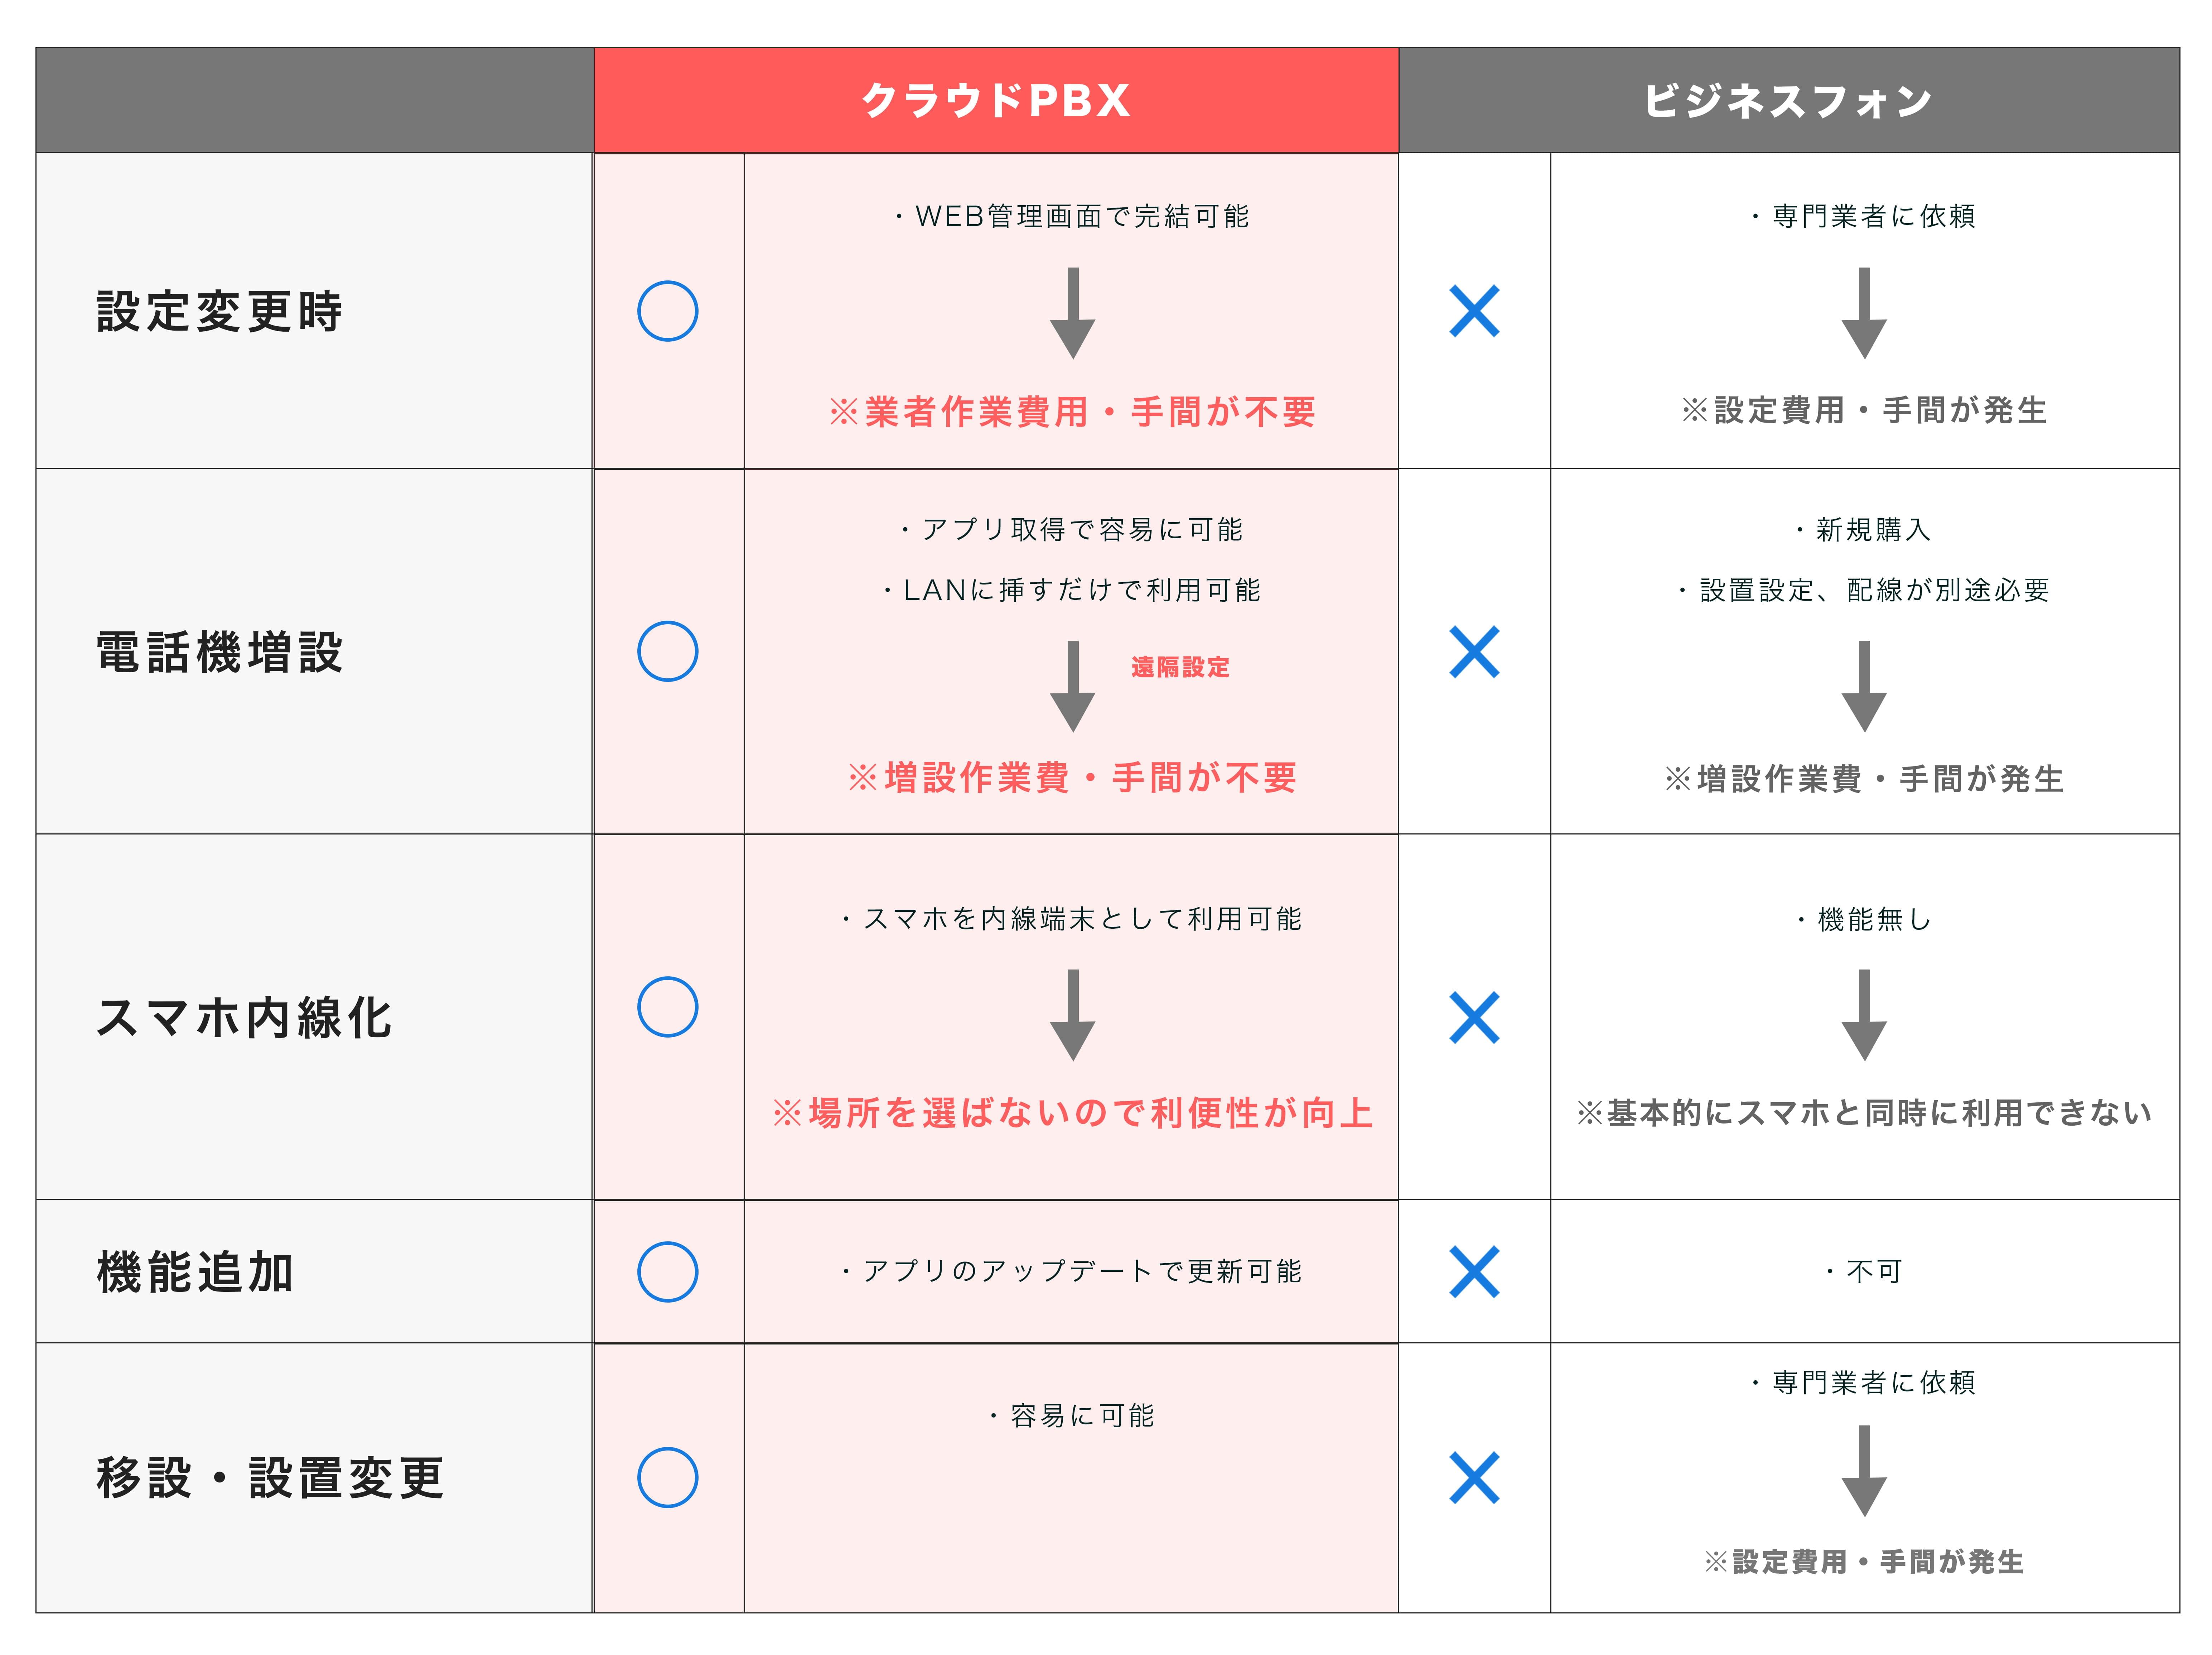 クラウドPBX
ビジネスフォン
設定変更時
○
・WEB管理画面で完結可能
※業者作業費用・手間が不要
×
・専門業者に依頼
※設定費用・手間が発生
電話機増設
○
・アプリ取得で容易に可能
・LANに挿すだけで利用可能
遠隔設定
※増設作業費・手間が不要
×
・新規購入
・設置設定、配線が別途必要
※増設作業費・手間が発生
スマホ内線化
○
・スマホを内線端末として利用可能
※場所を選ばないので利便性が向上
×
・機能無し
※基本的にスマホと同時に利用できない
機能追加
○
・アプリのアップデートで更新可能
×
・不可
移設・設置変更
○
・容易に可能
×
・専門業者に依頼
※設定費用・手間が発生